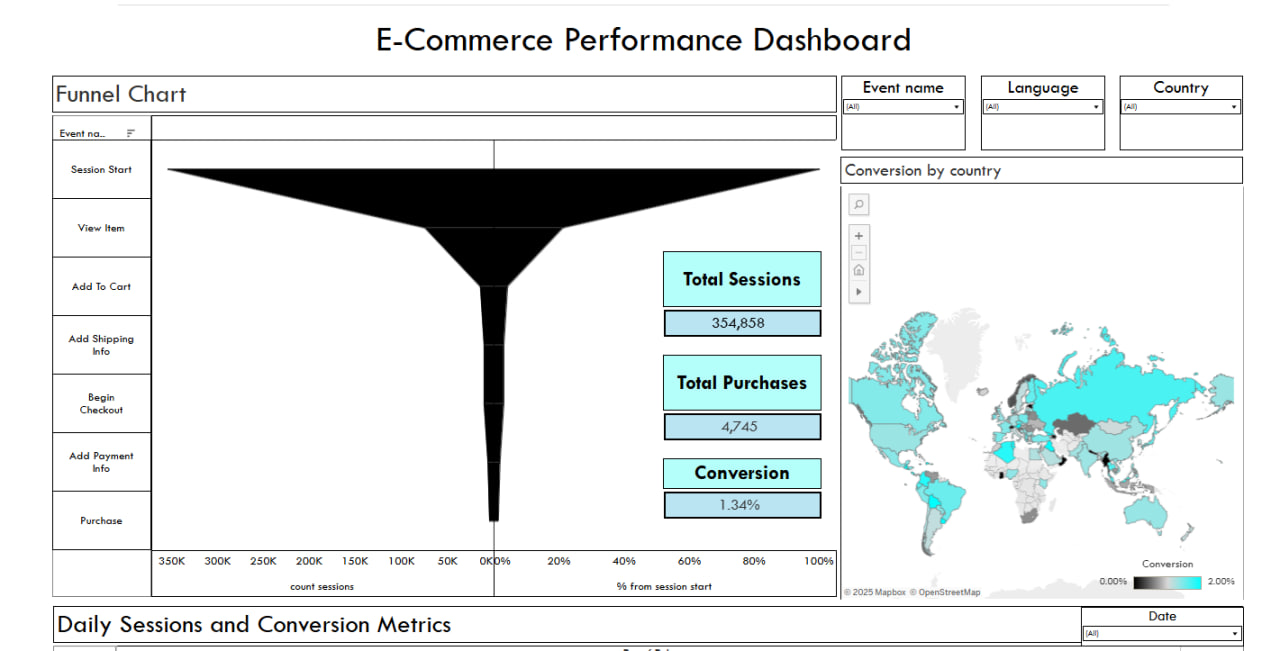 E-Commerce Performance Dashboard
Funnel Chart
Event na..
Session Start
View Item
Add To Cart
Add Shipping
Info
Begin
Checkout
Add Payment
Info
Purchase
Total Sessions
354,858
Total Purchases
4,745
Conversion
1.34%
350K 300K 250K 200K 150K 100K 50K 0K 0% 20% 40% 60% 80% 100%
count sessions % from session start
Event name Language Country
(All) (All) (All)
Conversion by country
Conversion
0.00% 2.00%
© 2025 Mapbox © OpenStreetMap
Daily Sessions and Conversion Metrics
Date
(All)